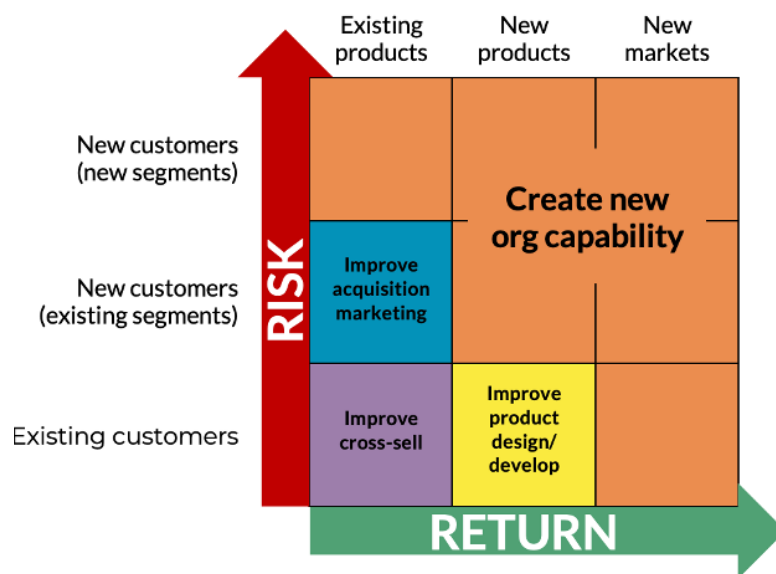 Existing
products
New
products
New
markets
New customers
(new segments)
Create new
org capability
RISK
New customers
(existing segments)
Improve
acquisition
marketing
Existing customers
Improve
cross-sell
Improve
product
design/
develop
RETURN